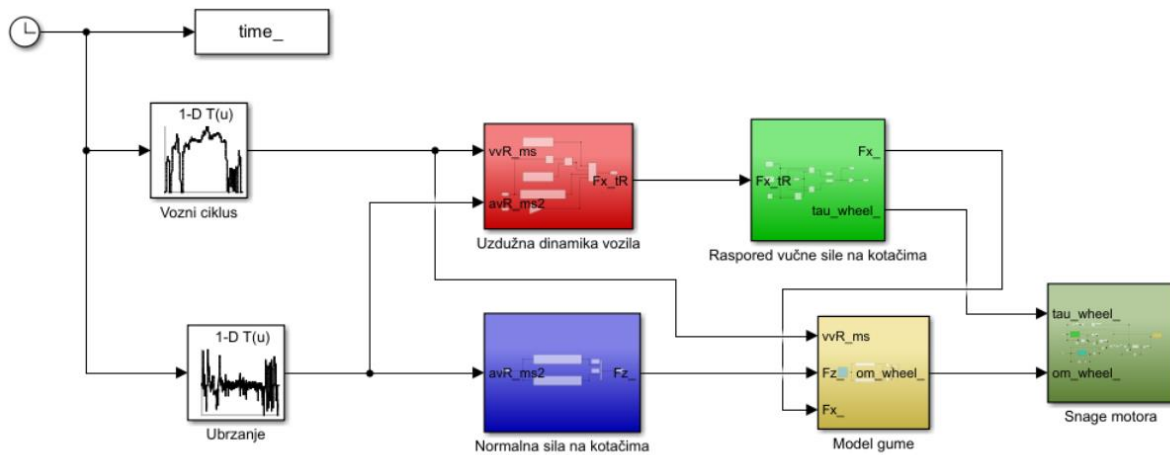 time_
1-D T(u)
Vozni ciklus
vvR_ms
avR_ms2
Fx_tR
Uzdužna dinamika vozila
Fx_tR
Fx_
tau_wheel_
Raspored vučne sile na kotačima
1-D T(u)
Ubrzanje
avR_ms2
Fz_
Normalna sila na kotačima
vvR_ms
Fz_
om_wheel_
Fx_
Model gume
tau_wheel_
om_wheel_
Snage motora